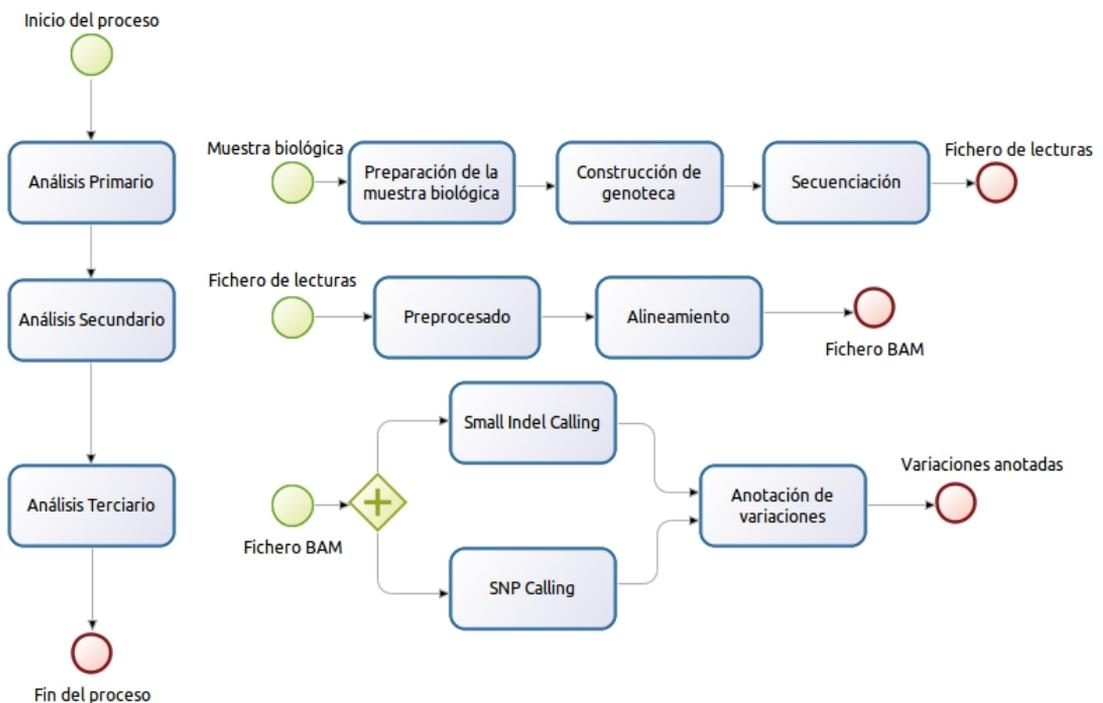 Inicio del proceso
Análisis Primario
Muestra biológica
Preparación de la
muestra biológica
Construcción de
genoteca
Secuenciación
Fichero de lecturas
Análisis Secundario
Fichero de lecturas
Preprocesado
Alineamiento
Fichero BAM
Análisis Terciario
Fichero BAM
Small Indel Calling
SNP Calling
Anotación de
variaciones
Variaciones anotadas
Fin del proceso